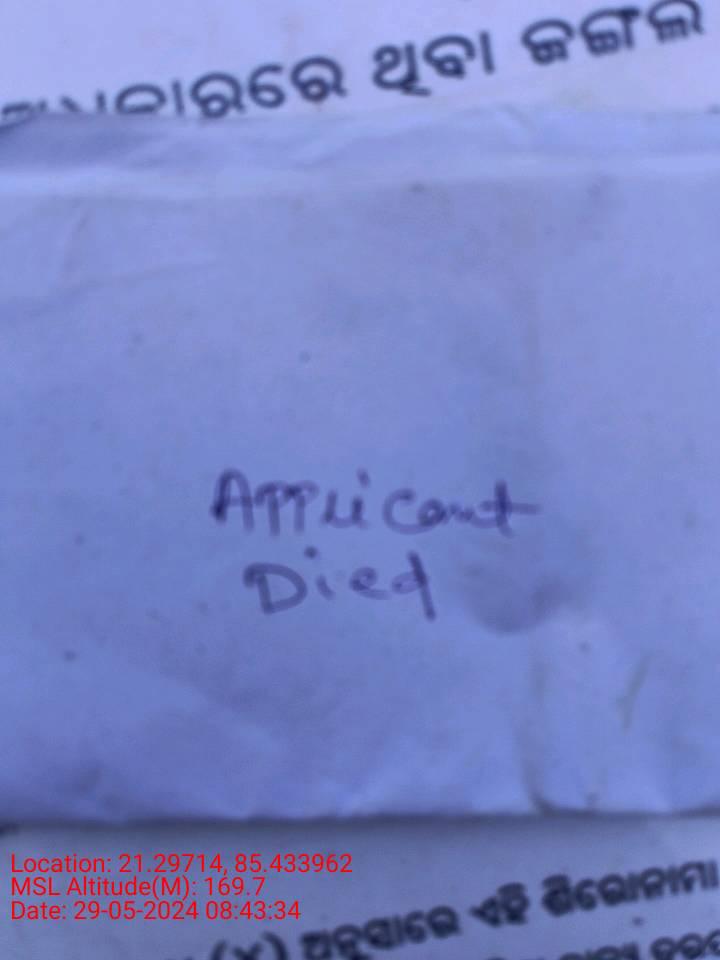 ଥିବା ଜଙ୍ଗଲ
Applicant
Died
Location: 21.29714, 85.433962
MSL Altitude(M): 169.7
Date: 29-05-2024 08:43:34
(x) ଅନୁସାରେ ଏହି ଶିରୋନାମା